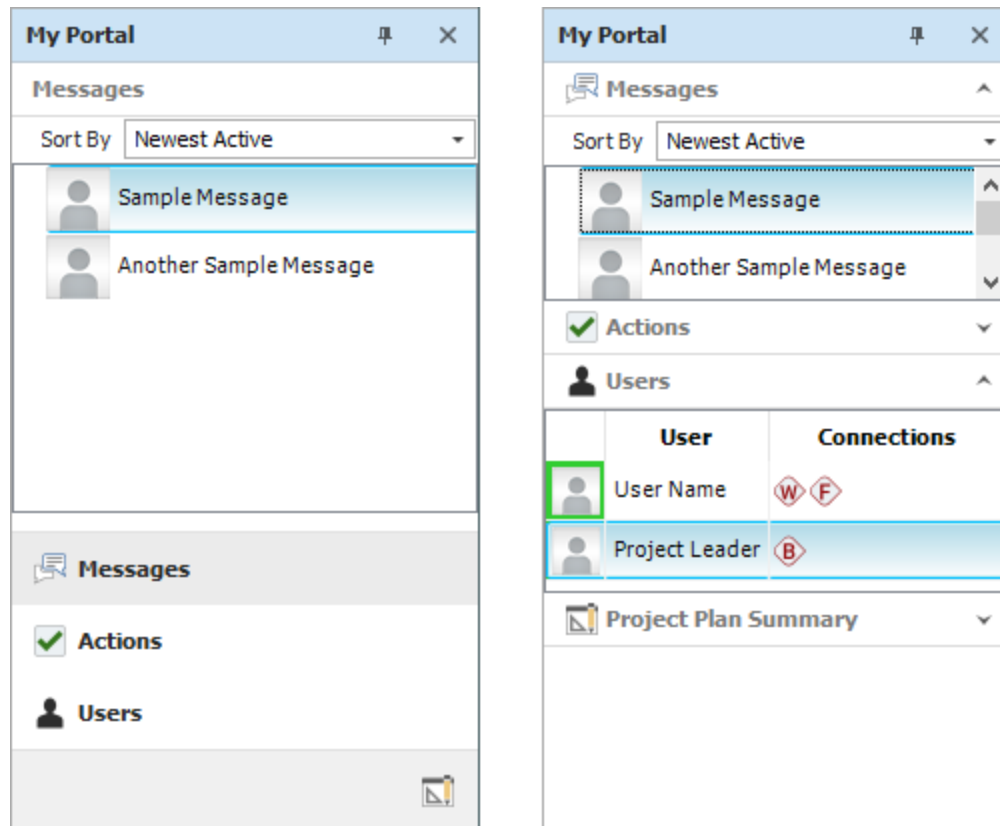 My Portal
Messages
Sort By Newest Active
Sample Message
Another Sample Message
Messages
Actions
Users
My Portal
Messages
Sort By Newest Active
Sample Message
Another Sample Message
Actions
Users
User Connections
User Name W F
Project Leader B
Project Plan Summary